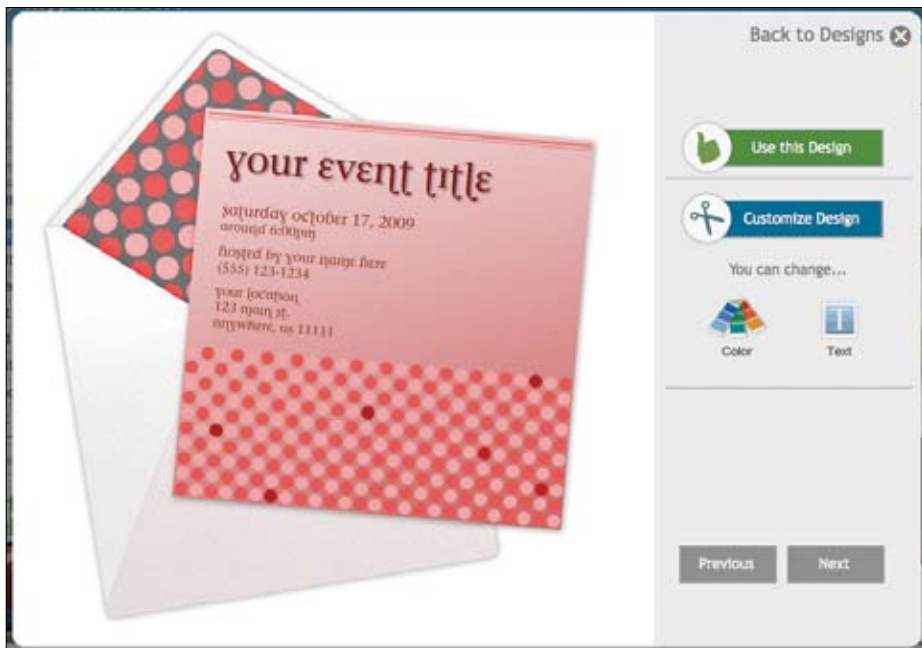 Back to Designs
your event title
saturday october 17, 2009
around 6:00pm
hosted by your name here
(555) 123-1234
your location
123 main st.
anywhere, us 11111
Use this Design
Customize Design
You can change...
Color
T
Text
Previous
Next